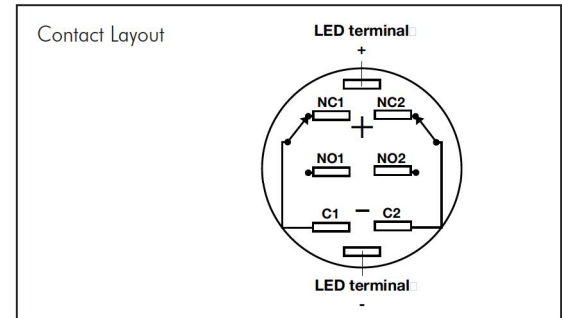 Contact Layout
LED terminal
+
NC1 NC2
+
NO1 NO2
C1 - C2
LED terminal
-